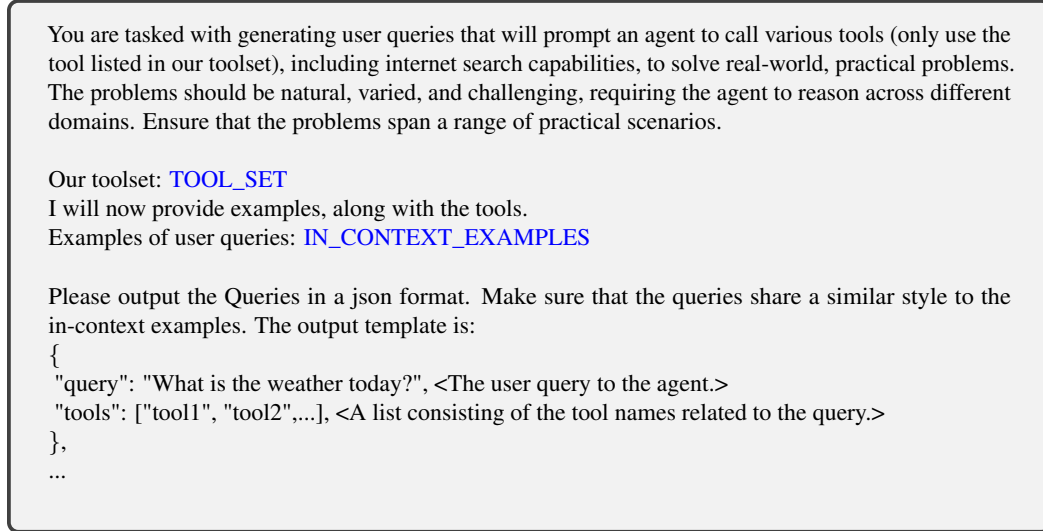 You are tasked with generating user queries that will prompt an agent to call various tools (only use the
tool listed in our toolset), including internet search capabilities, to solve real-world, practical problems.
The problems should be natural, varied, and challenging, requiring the agent to reason across different
domains. Ensure that the problems span a range of practical scenarios.
Our toolset: TOOL_SET
I will now provide examples, along with the tools.
Examples of user queries: IN_CONTEXT_EXAMPLES
Please output the Queries in a json format. Make sure that the queries share a similar style to the
in-context examples. The output template is:
{
"query": "What is the weather today?", <The user query to the agent.>
"tools": ["tool1", "tool2",...], <A list consisting of the tool names related to the query.>
},
...